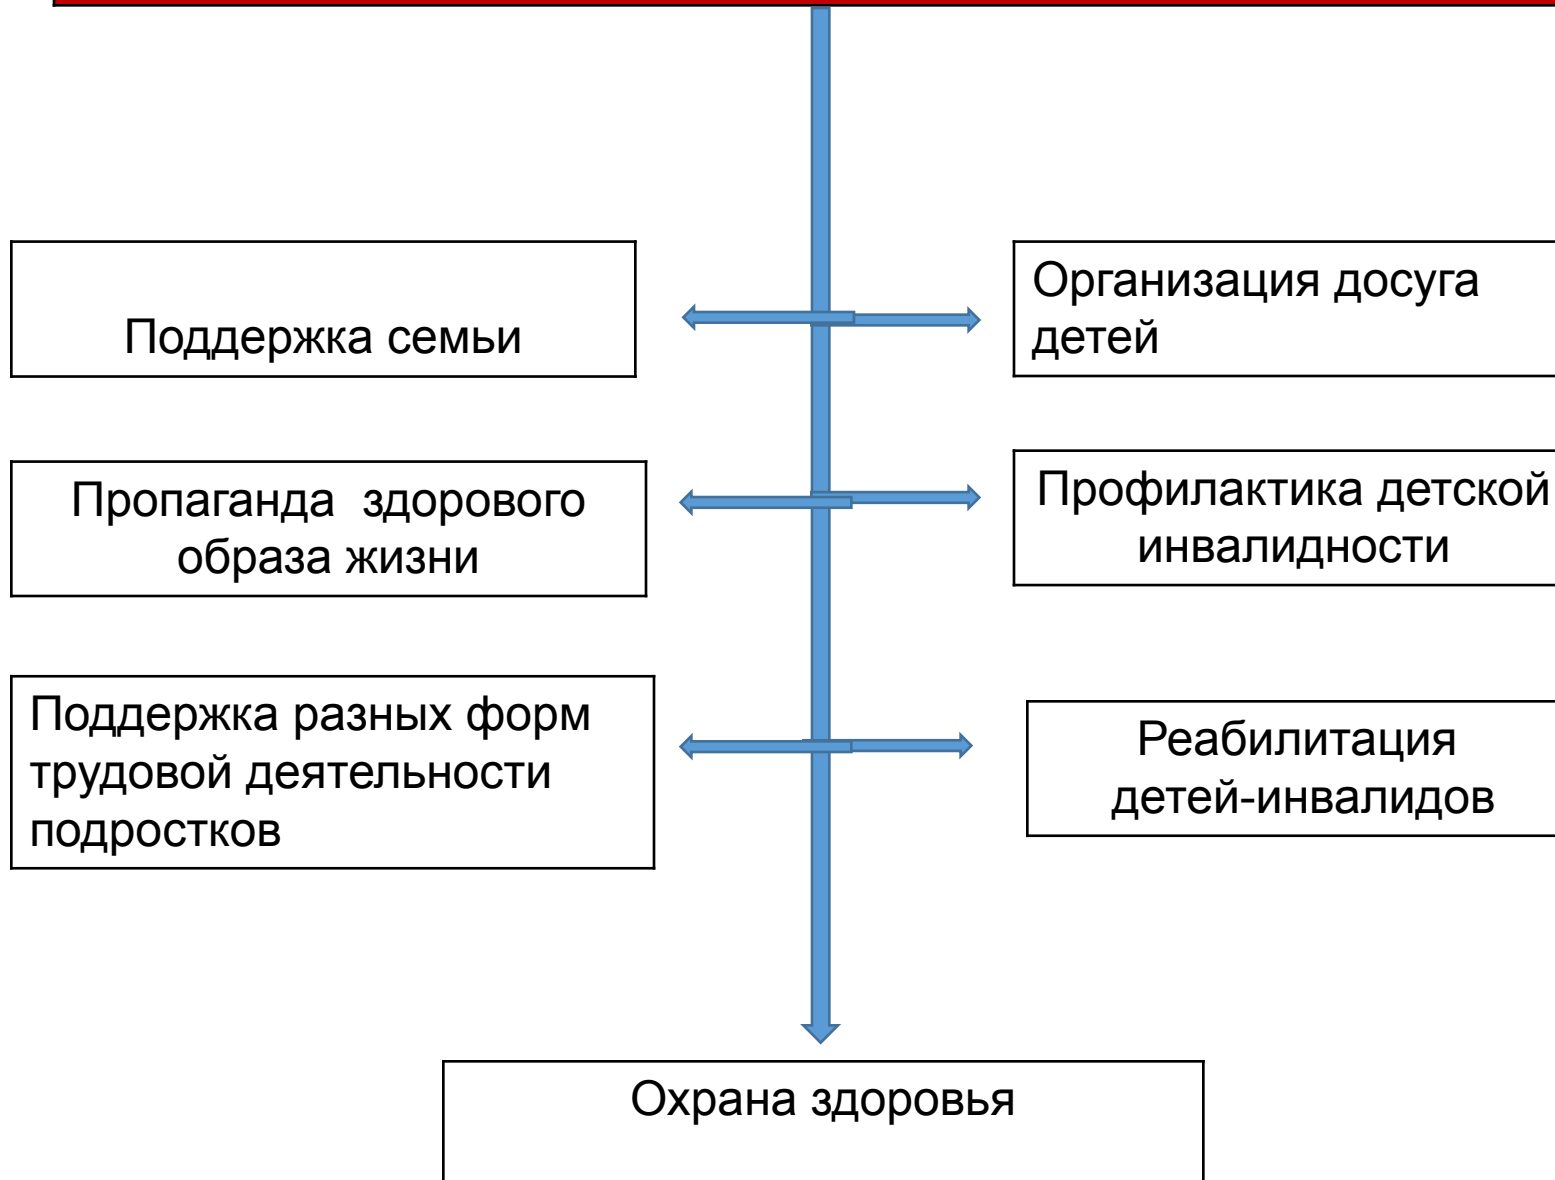 Поддержка семьи
Организация досуга
детей
Пропаганда  здорового
образа жизни
Профилактика детской
инвалидности
Поддержка разных форм
трудовой деятельности
подростков
Реабилитация
детей-инвалидов
Охрана здоровья